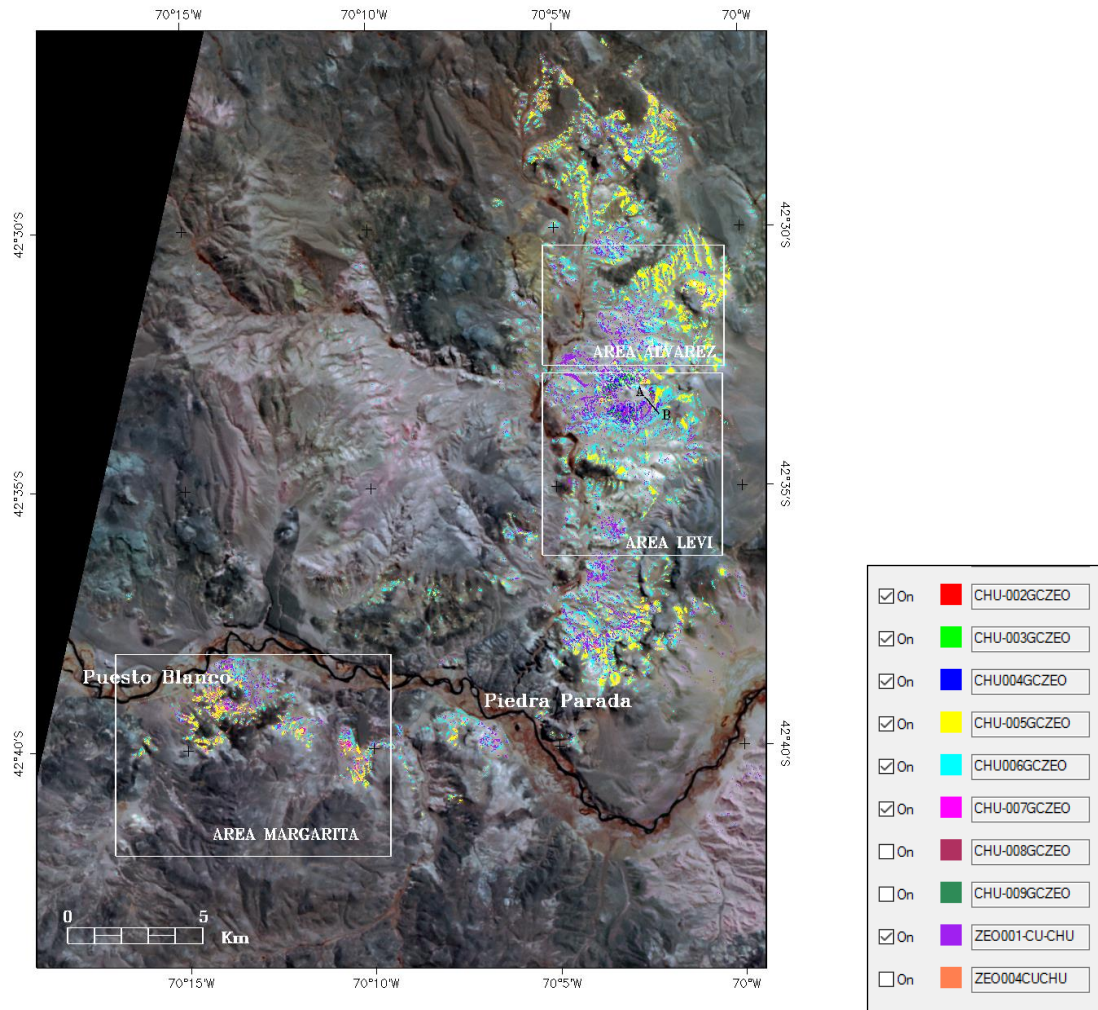 70°15'W 70°10'W 70°5'W 70°W
42°30'S 42°30'S
AREA ALVAREZ
A
B
42°35'S 42°35'S
AREA LEVI
Puesto Blanco
Piedra Parada
42°40'S 42°40'S
AREA MARGARITA
0 5
Km
70°15'W 70°10'W 70°5'W 70°W
On CHU-002GCZEO
On CHU-003GCZEO
On CHU004GCZEO
On CHU-005GCZEO
On CHU006GCZEO
On CHU-007GCZEO
On CHU-008GCZEO
On CHU-009GCZEO
On ZEO001-CU-CHU
On ZEO004CUCHU